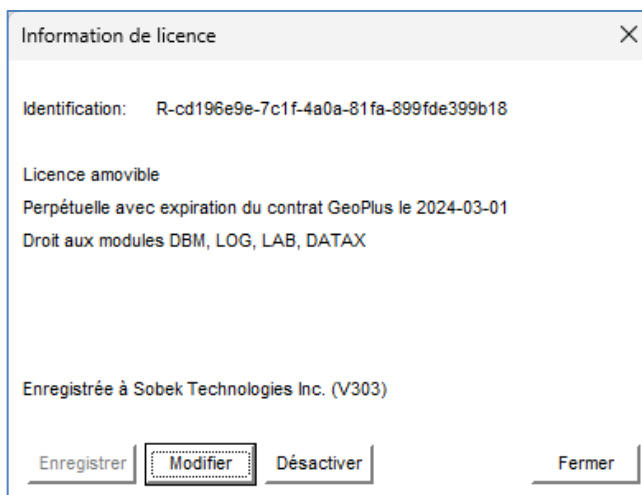 Information de licence
Identification: R-cd196e9e-7c1f-4a0a-81fa-899fde399b18
Licence amovible
Perpétuelle avec expiration du contrat GeoPlus le 2024-03-01
Droit aux modules DBM, LOG, LAB, DATAX
Enregistrée à Sobek Technologies Inc. (V303)
Enregistrer Modifier Désactiver Fermer